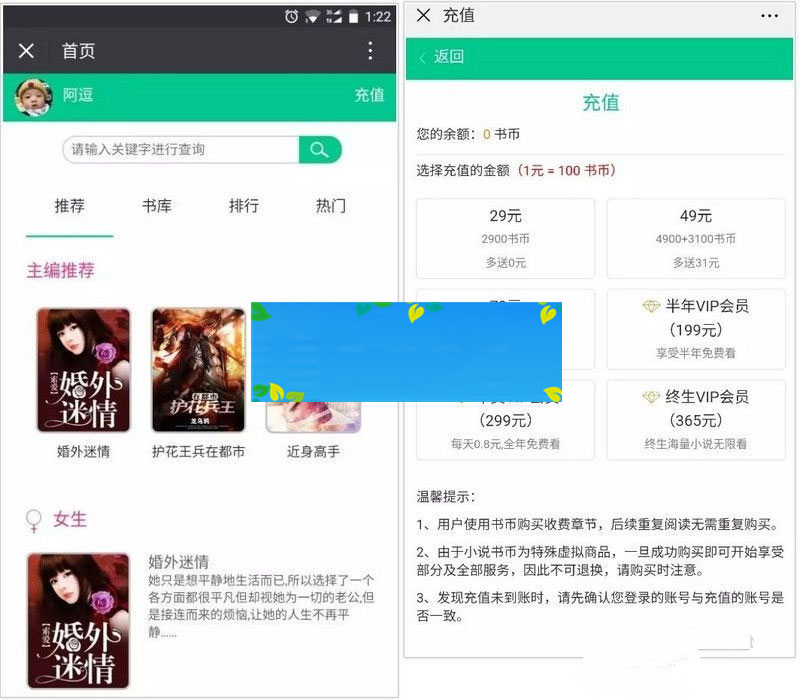 1:22
首页
阿逗
充值
请输入关键字进行查询
推荐 书库 排行 热门
主编推荐
婚外迷情
护花兵王
婚外迷情 护花王兵在都市 近身高手
女生
婚外迷情
婚外迷情
她只是想平静地生活而已,所以选择了一个
各方面都很平凡但却视她为一切的老公,但
是接连而来的烦恼,让她的人生不再平
静......
充值
返回
充值
您的余额：0 书币
选择充值的金额（1元 = 100 书币）
29元
2900书币
多送0元
49元
4900+3100书币
多送31元
半年VIP会员
（199元）
享受半年免费看
（299元）
每天0.8元,全年免费看
终生VIP会员
（365元）
终生海量小说无限看
温馨提示：
1、用户使用书币购买收费章节，后续重复阅读无需重复购买。
2、由于小说书币为特殊虚拟商品，一旦成功购买即可开始享受
部分及全部服务，因此不可退换，请购买时注意。
3、发现充值未到账时，请先确认您登录的账号与充值的账号是
否一致。